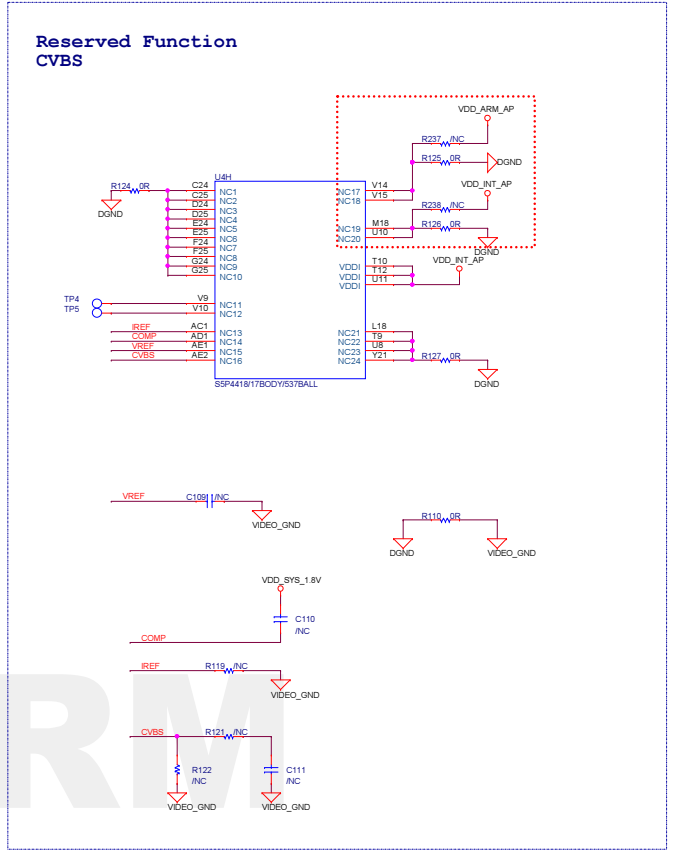 Reserved Function
CVBS
VDD_ARM_AP
R237 /NC
R125 0R
DGND
U4H
R124 0R
DGND
C24 NC1
C25 NC2
D24 NC3
D25 NC4
E24 NC5
E25 NC6
F24 NC7
F25 NC8
G24 NC9
G25 NC10
NC17 V14
NC18 V15
VDD_INT_AP
R238 /NC
NC19 M18
NC20 U10
R126 0R
DGND
VDD_INT_AP
VDDI T10
VDDI T12
VDDI U11
TP4 V9 NC11
TP5 V10 NC12
IREF AC1 NC13
COMP AD1 NC14
VREF AE1 NC15
CVBS AE2 NC16
NC21 L18
NC22 T9
NC23 U8
NC24 Y21
R127 0R
DGND
S5P4418/17BODY/537BALL
VREF C109 /NC
VIDEO_GND
R110 0R
DGND VIDEO_GND
VDD_SYS_1.8V
C110
/NC
COMP
IREF R119 /NC
VIDEO_GND
CVBS R121 /NC
R122
/NC
C111
/NC
VIDEO_GND VIDEO_GND
RM